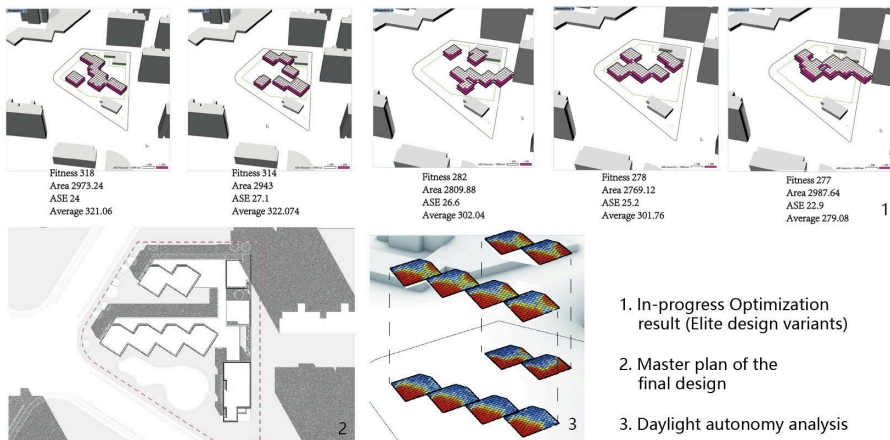 Fitness 318
Area 2973.24
ASE 24
Average 321.06
Fitness 314
Area 2943
ASE 27.1
Average 322.074
Fitness 282
Area 2809.88
ASE 26.6
Average 302.04
Fitness 278
Area 2769.12
ASE 25.2
Average 301.76
Fitness 277
Area 2987.64
ASE 22.9
Average 279.08
1
2
3
1. In-progress Optimization
result (Elite design variants)
2. Master plan of the
final design
3. Daylight autonomy analysis